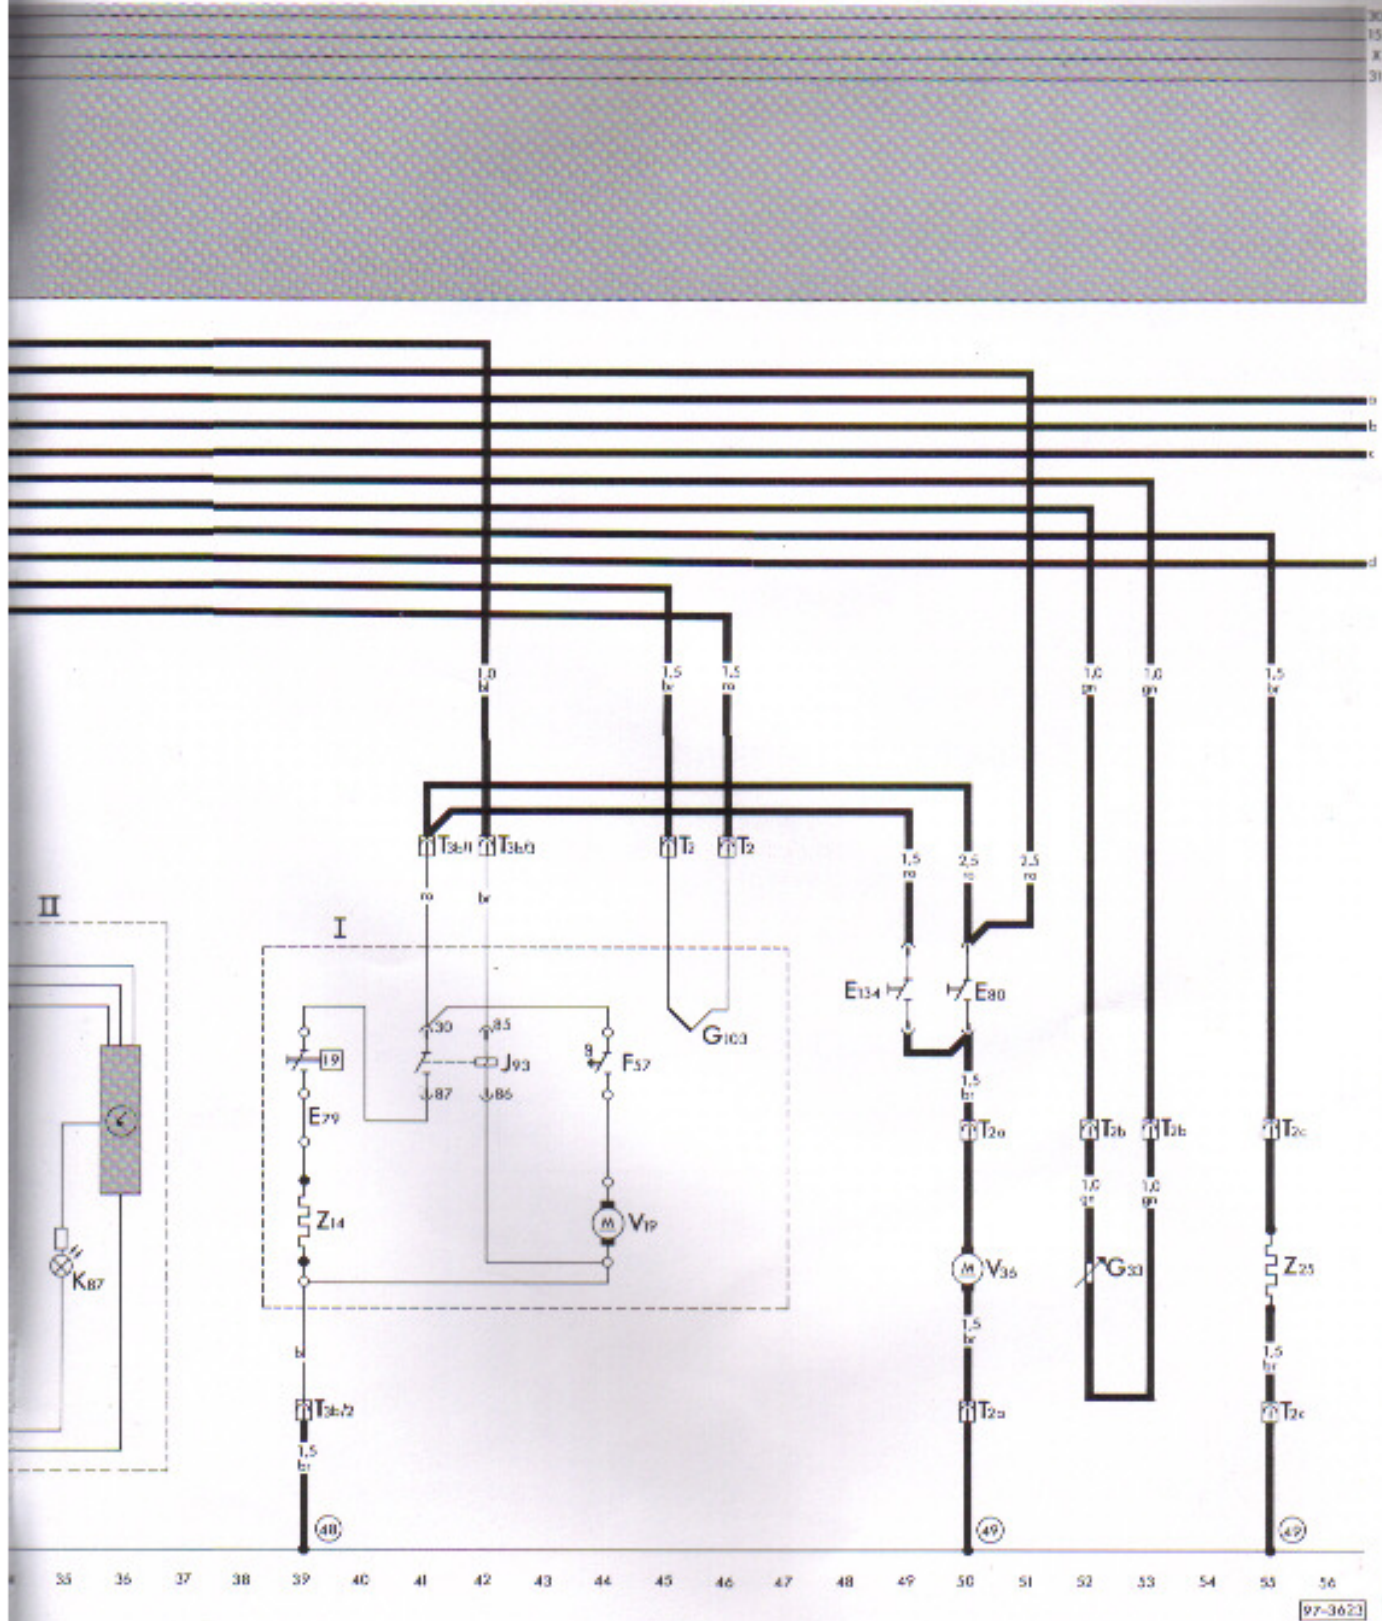 30
15
X
31
b
c
d
1,0
bl
1,5
br
1,5
ro
1,0
gn
1,0
gn
1,5
br
T3b/1
T3b/3
T2
T2
1,5
ro
2,5
ro
2,5
ro
ro
br
II
I
E134
E80
G103
30
85
19
J93
F57
87
86
E79
1,5
br
T2a
T2b
T2b
T2c
1,0
gn
1,0
gn
Z14
M
V19
K87
M
V36
G33
Z23
1,5
br
1,5
br
T3b/2
T2a
T2c
1,5
br
48
49
49
35 36 37 38 39 40 41 42 43 44 45 46 47 48 49 50 51 52 53 54 55 56
97-3623